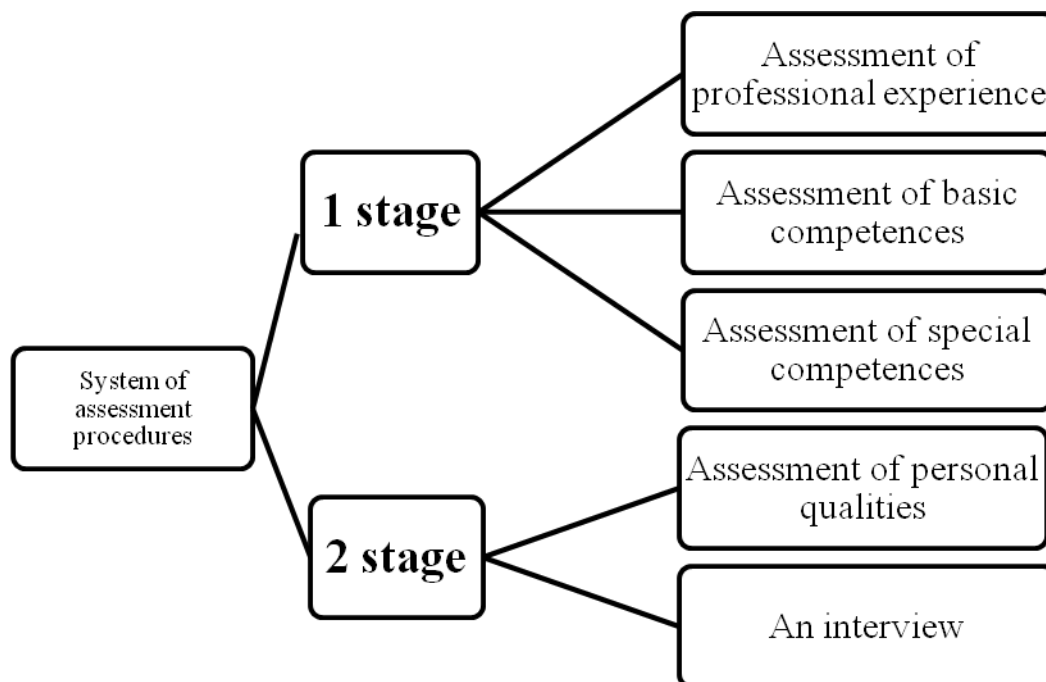 Assessment of
professional experience
1 stage
Assessment of basic
competences
Assessment of special
competences
System of
assessment
procedures
Assessment of personal
qualities
2 stage
An interview